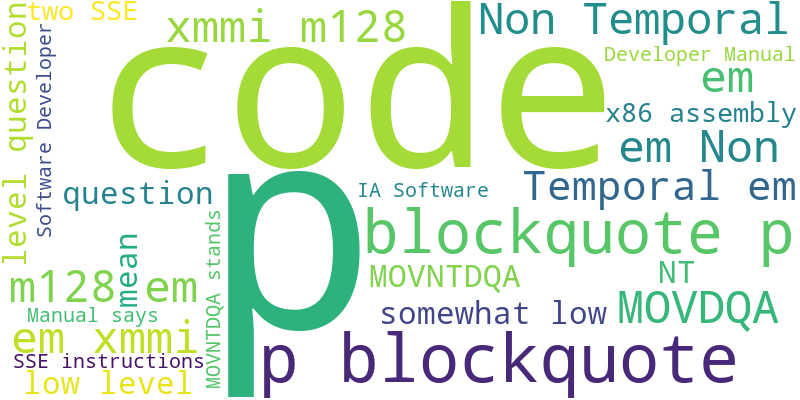 two SSE
xmmi m128
Non Temporal
code
Developer Manual
em
x86 assembly
em Non
level question
Software Developer
question
p
IA Software
Temporal em
blockquote p
MOVNTDQA stands
mean
m128 em
MOVNTDQA
NT
Manual says
somewhat low
MOVDQA
em xmmi
SSE instructions
p blockquote
low level